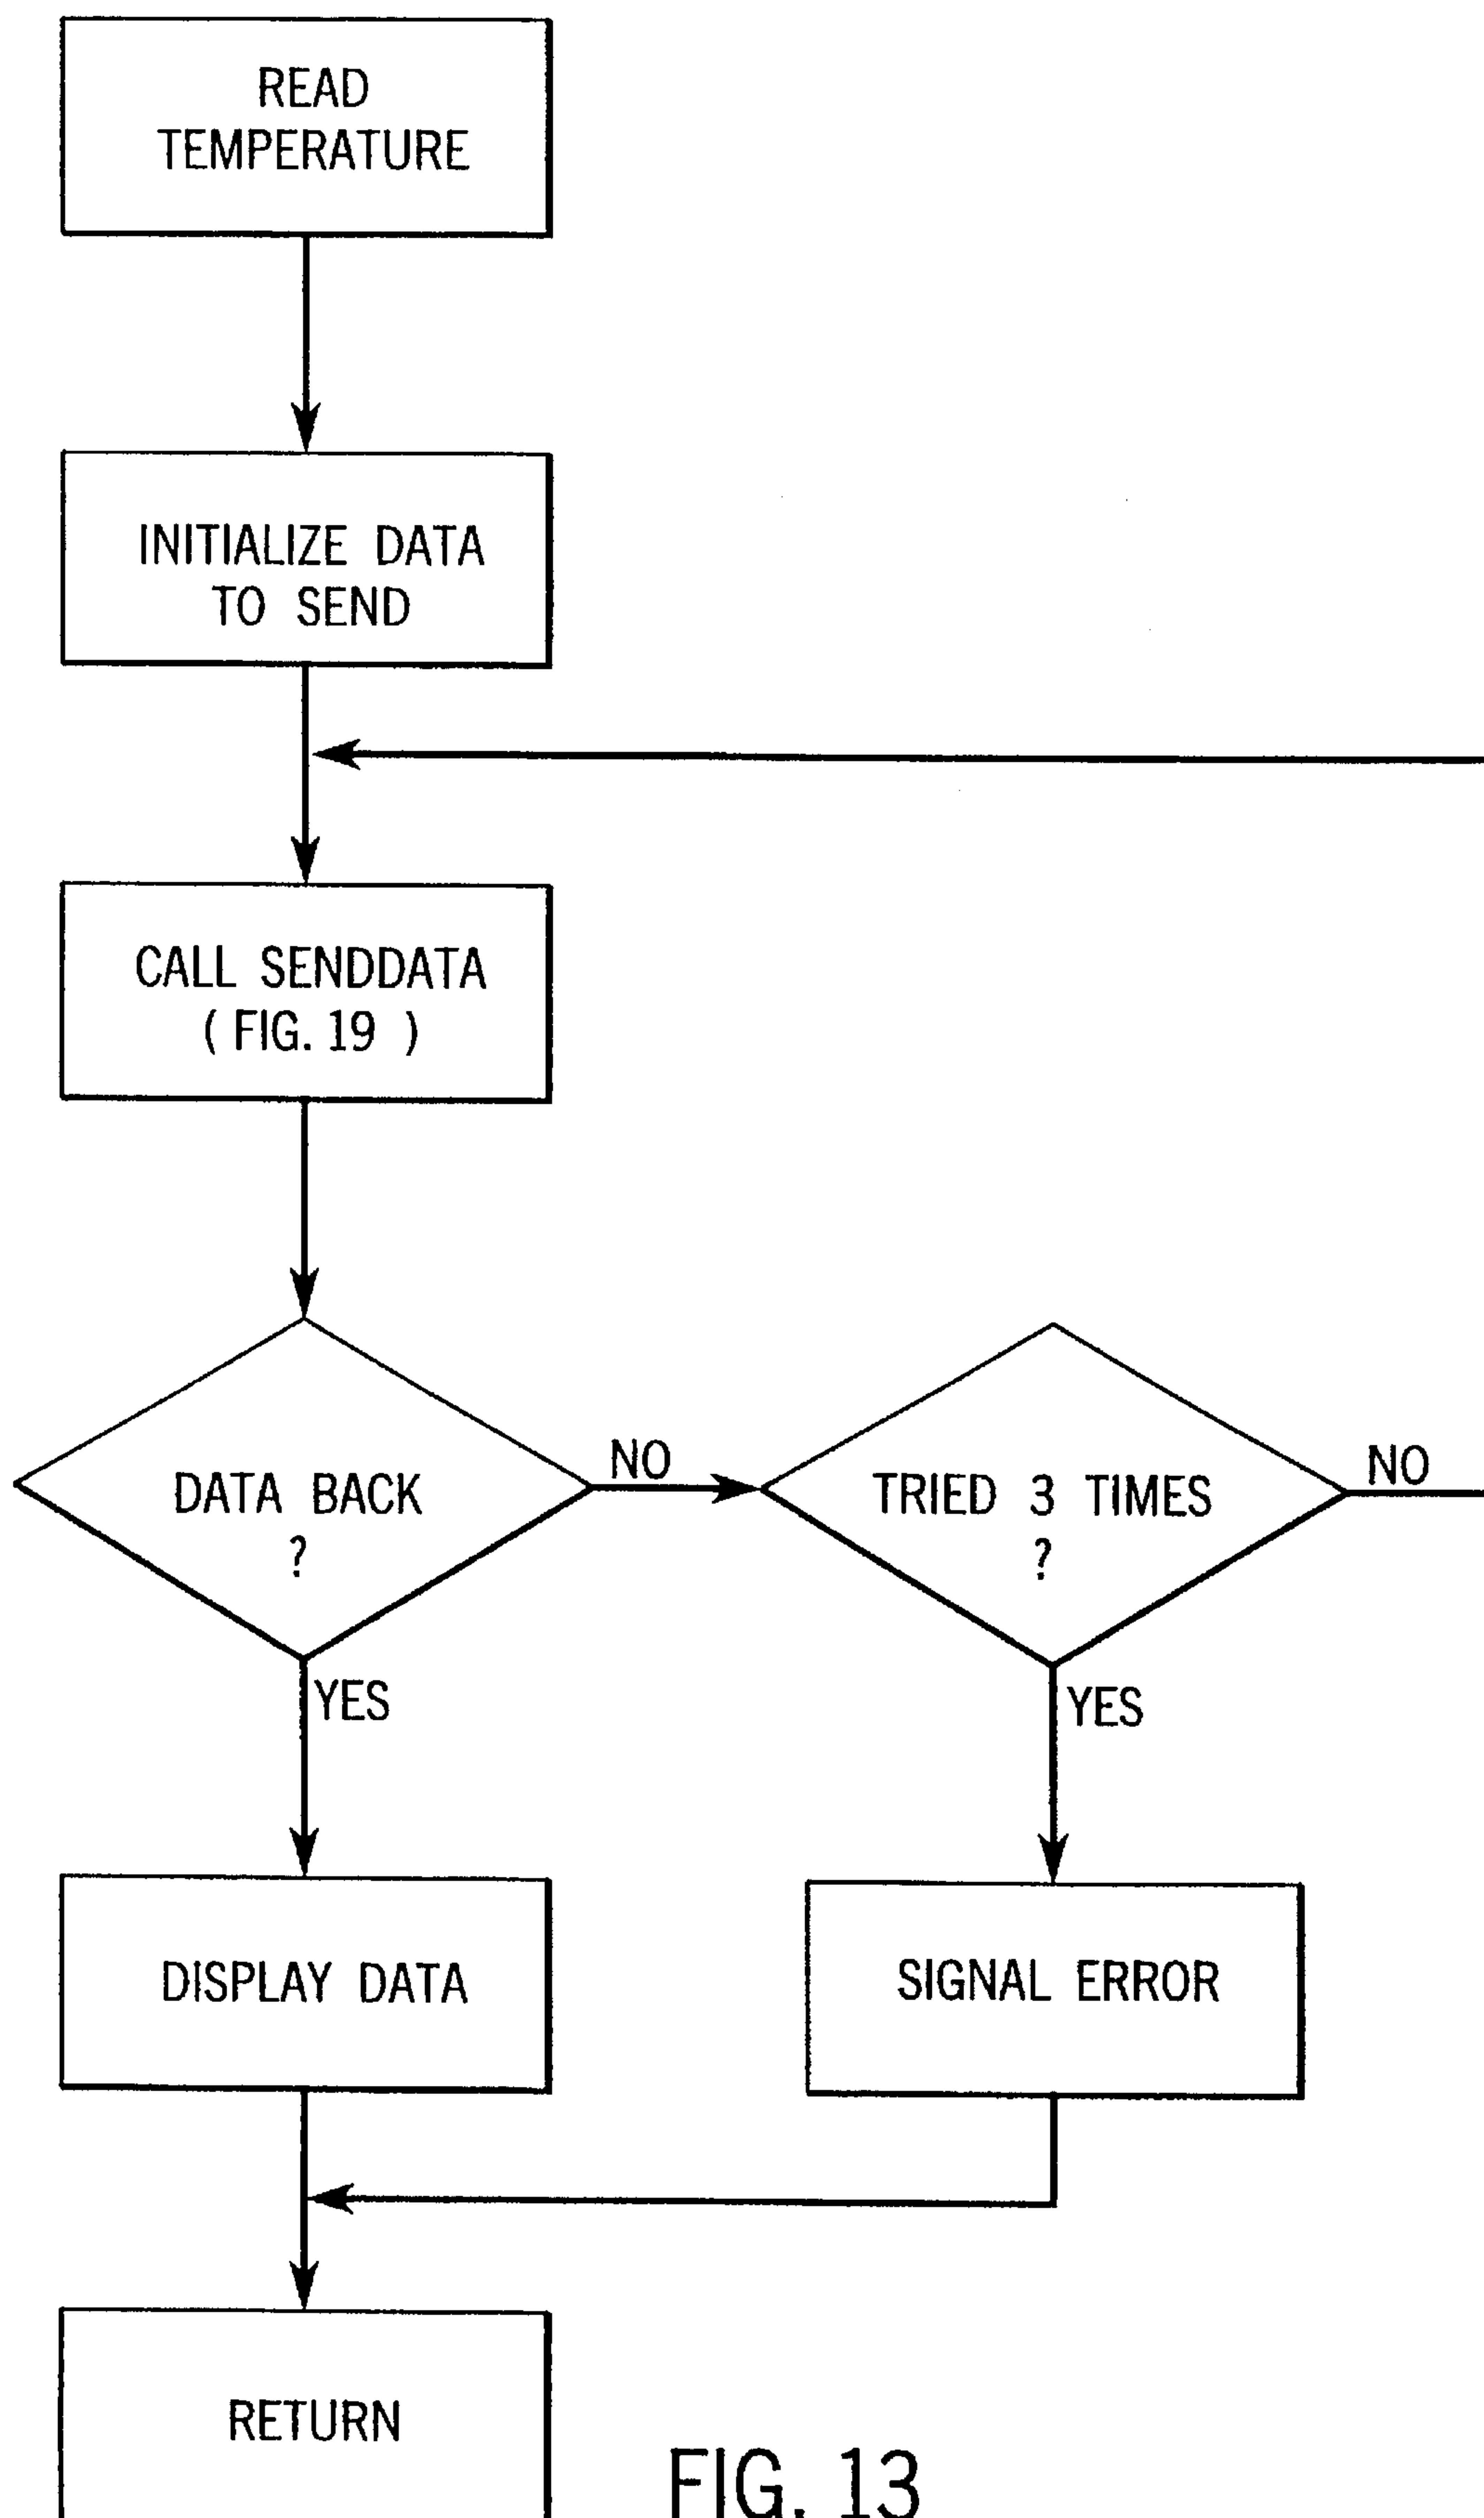 READ
TEMPERATURE
INITIALIZE DATA
TO SEND
CALL SENDDATA
( FIG. 19 )
DATA BACK
?
NO
TRIED 3 TIMES
?
NO
YES
YES
DISPLAY DATA
SIGNAL ERROR
RETURN
FIG. 13